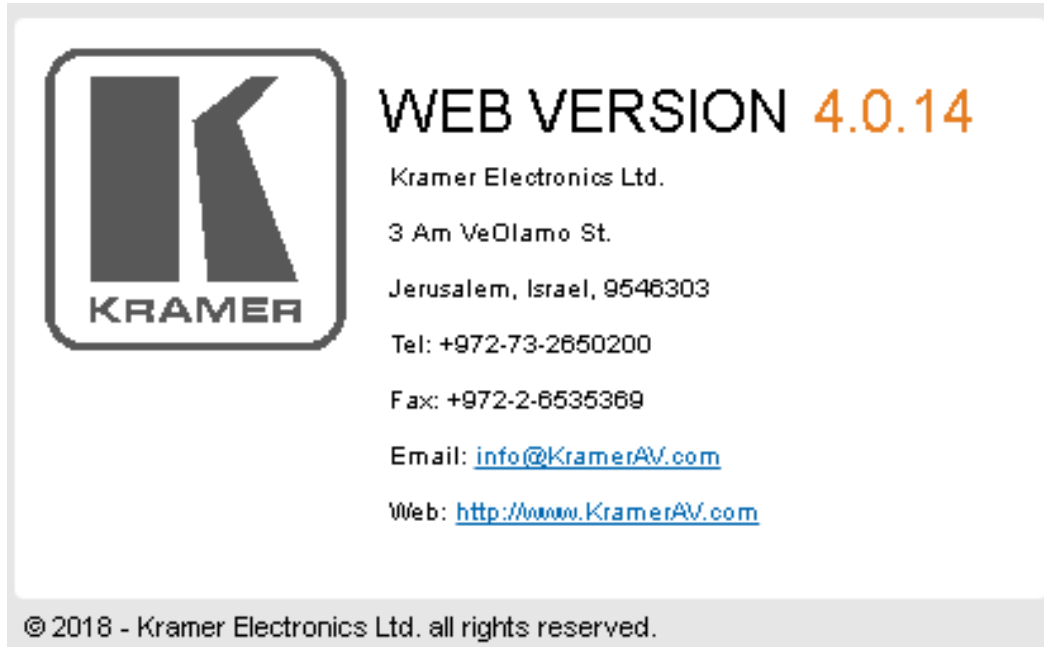 KRAMER
WEB VERSION 4.0.14
Kramer Electronics Ltd.
3 Am VeOlamo St.
Jerusalem, Israel, 9546303
Tel: +972-73-2650200
Fax: +972-2-6535369
Email: info@KramerAV.com
Web: http://www.KramerAV.com
© 2018 - Kramer Electronics Ltd. all rights reserved.